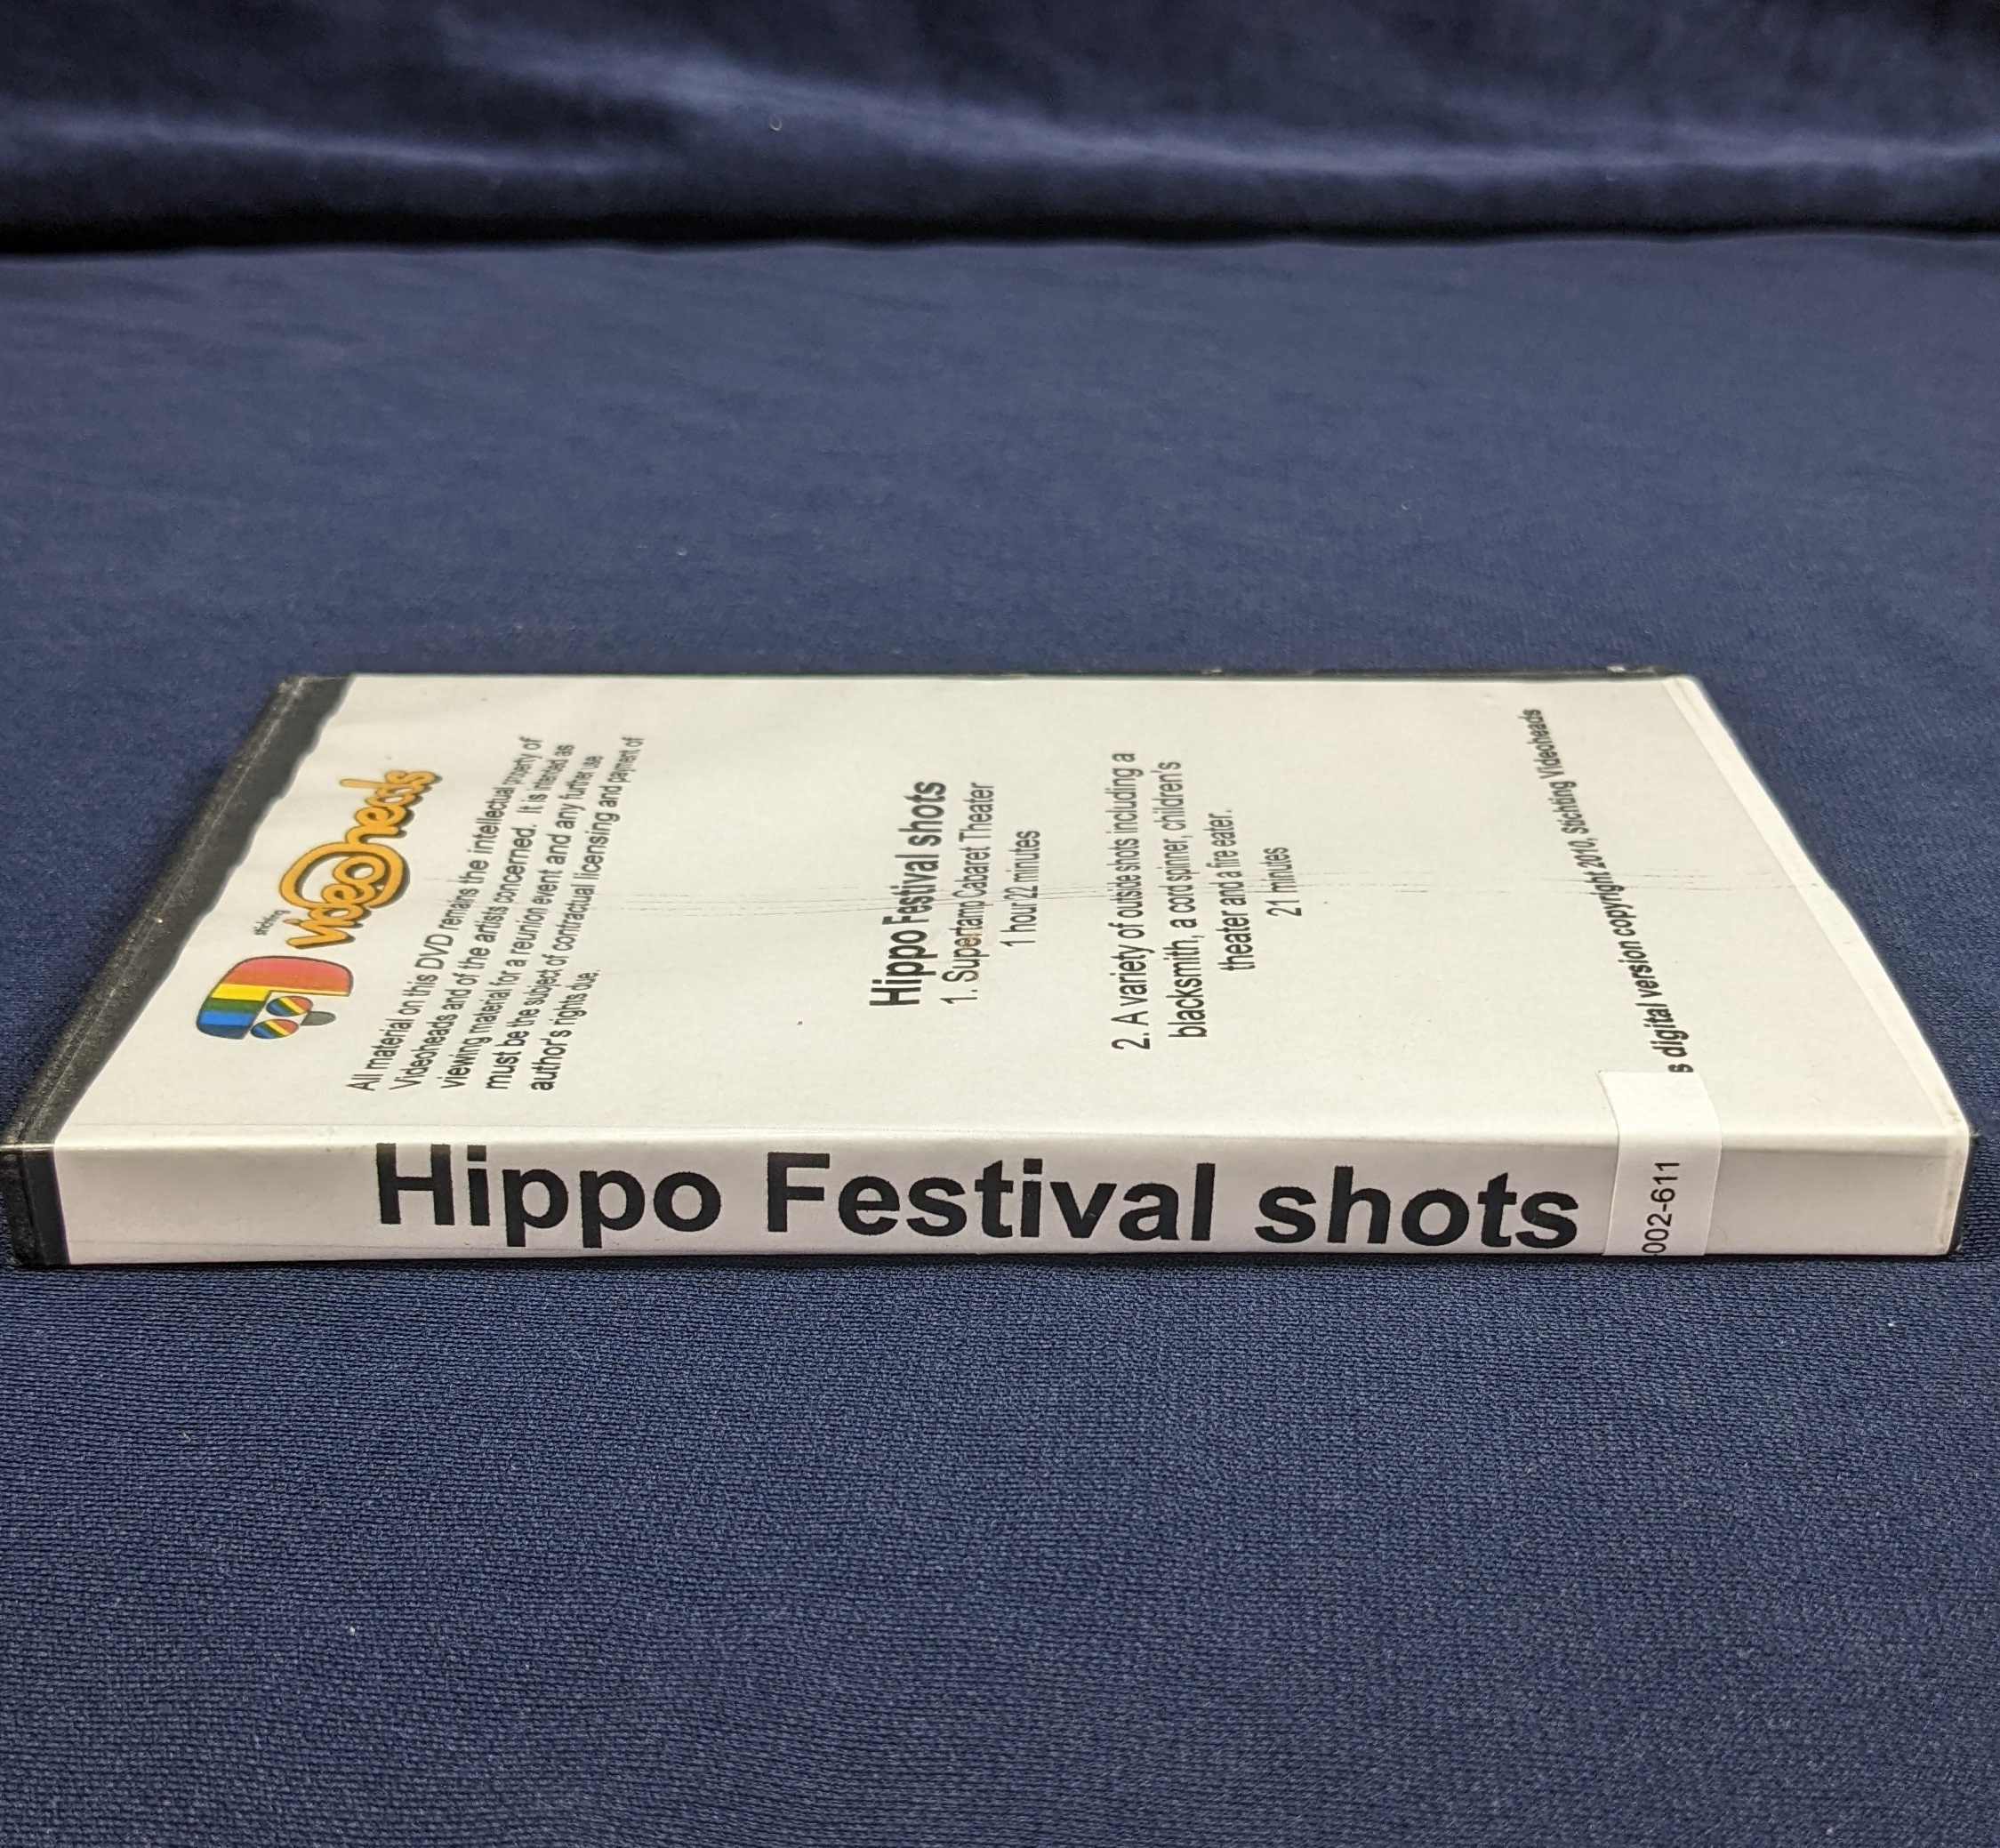 stichting
videoheads
All material on this DVD remains the intellectual property of
Videoheads and of the artists concerned. It is intended as
viewing material for a reunion event and any further use
must be the subject of contractual licensing and payment of
author's rights due.
Hippo Festival shots
1. Supertamp Cabaret Theater
1 hour 22 minutes
2. A variety of outside shots including a
blacksmith, a cord spinner, children's
theater and a fire eater.
21 minutes
s digital version copyright 2010, Stichting Videoheads
Hippo Festival shots
002-611